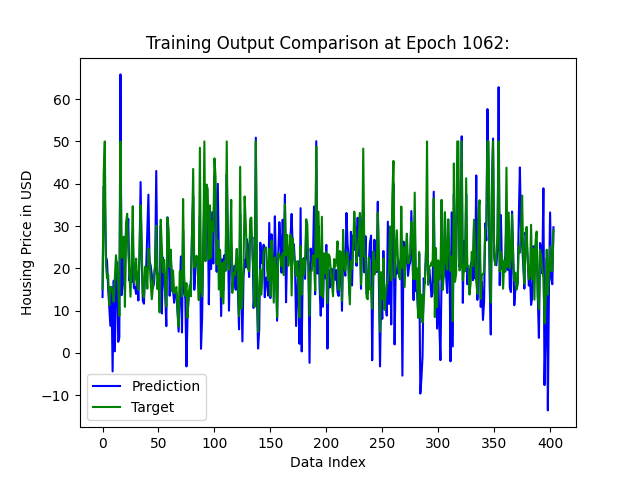 Training Output Comparison at Epoch 1062:
60
50
40
30
20
10
0
−10
Housing Price in USD
Prediction
Target
0 50 100 150 200 250 300 350 400
Data Index